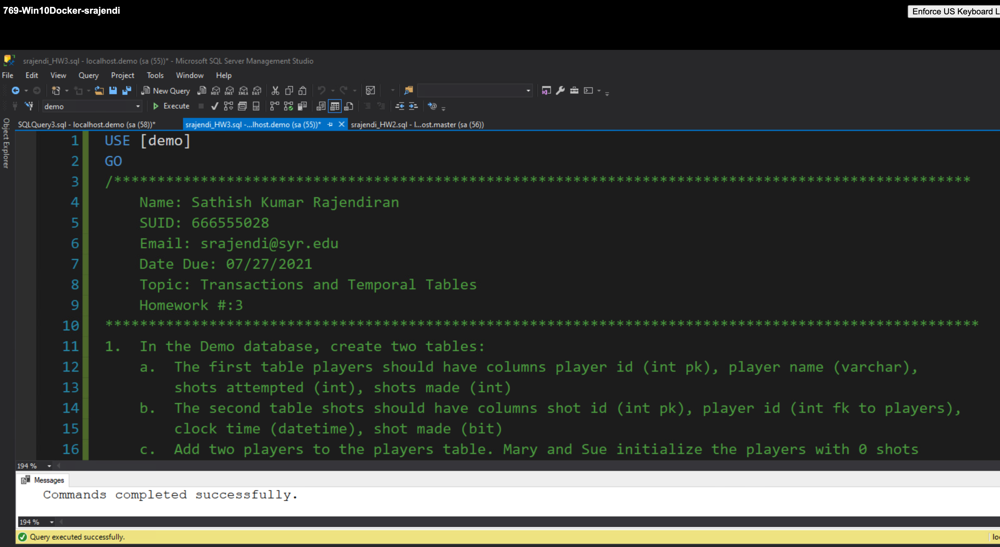 769-Win10Docker-srajendi
Enforce US Keyboard L
srajendi_HW3.sql - localhost.demo (sa (55))* - Microsoft SQL Server Management Studio
File Edit View Query Project Tools Window Help
New Query MDX DMX XMLA DAX
demo Execute
Object Explorer
SQLQuery3.sql - localhost.demo (sa (58))* srajendi_HW3.sql -...lhost.demo (sa (55))* srajendi_HW2.sql - l...ost.master (sa (56))
1 USE [demo]
2 GO
3 /***************************************************************************************************
4 Name: Sathish Kumar Rajendiran
5 SUID: 666555028
6 Email: srajendi@syr.edu
7 Date Due: 07/27/2021
8 Topic: Transactions and Temporal Tables
9 Homework #:3
10 *****************************************************************************************************
11 1. In the Demo database, create two tables:
12 a. The first table players should have columns player id (int pk), player name (varchar),
13 shots attempted (int), shots made (int)
14 b. The second table shots should have columns shot id (int pk), player id (int fk to players),
15 clock time (datetime), shot made (bit)
16 c. Add two players to the players table. Mary and Sue initialize the players with 0 shots
194 %
Messages
Commands completed successfully.
194 %
Query executed successfully.
lo